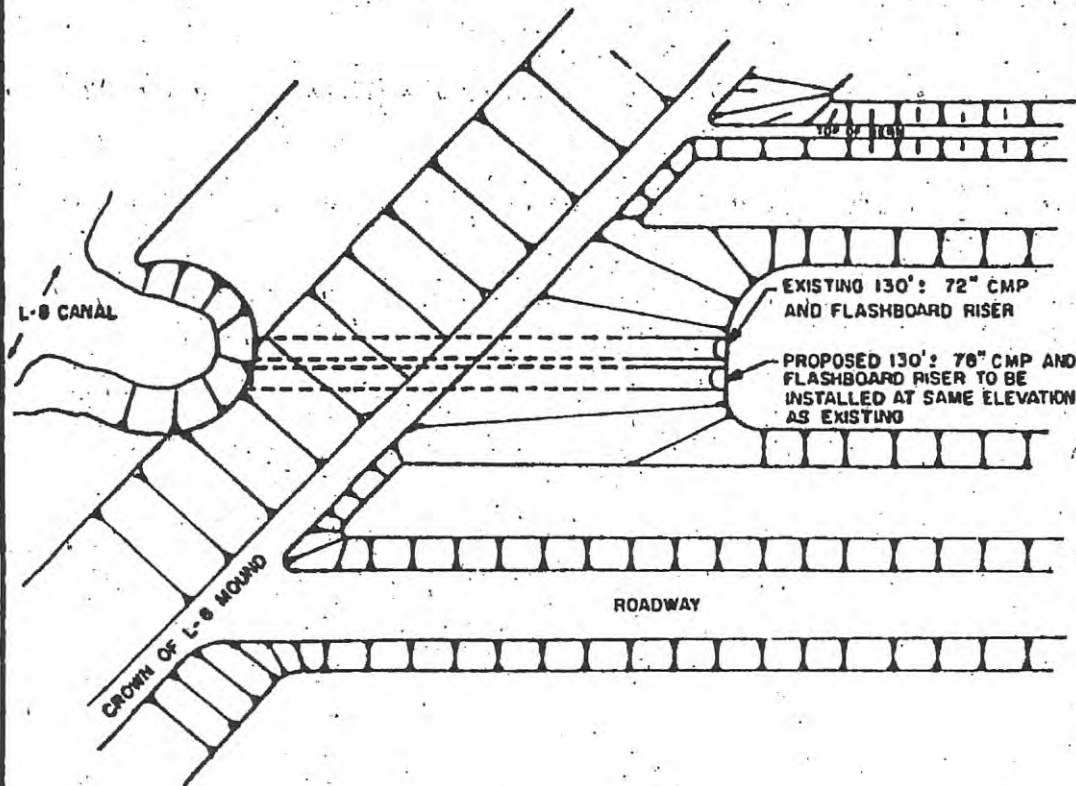 TOP OF BERM
EXISTING 130'± 72" CMP
AND FLASHBOARD RISER
L-8 CANAL
PROPOSED 130'± 78" CMP AND
FLASHBOARD RISER TO BE
INSTALLED AT SAME ELEVATION
AS EXISTING
CROWN OF L-8 MOUND
ROADWAY